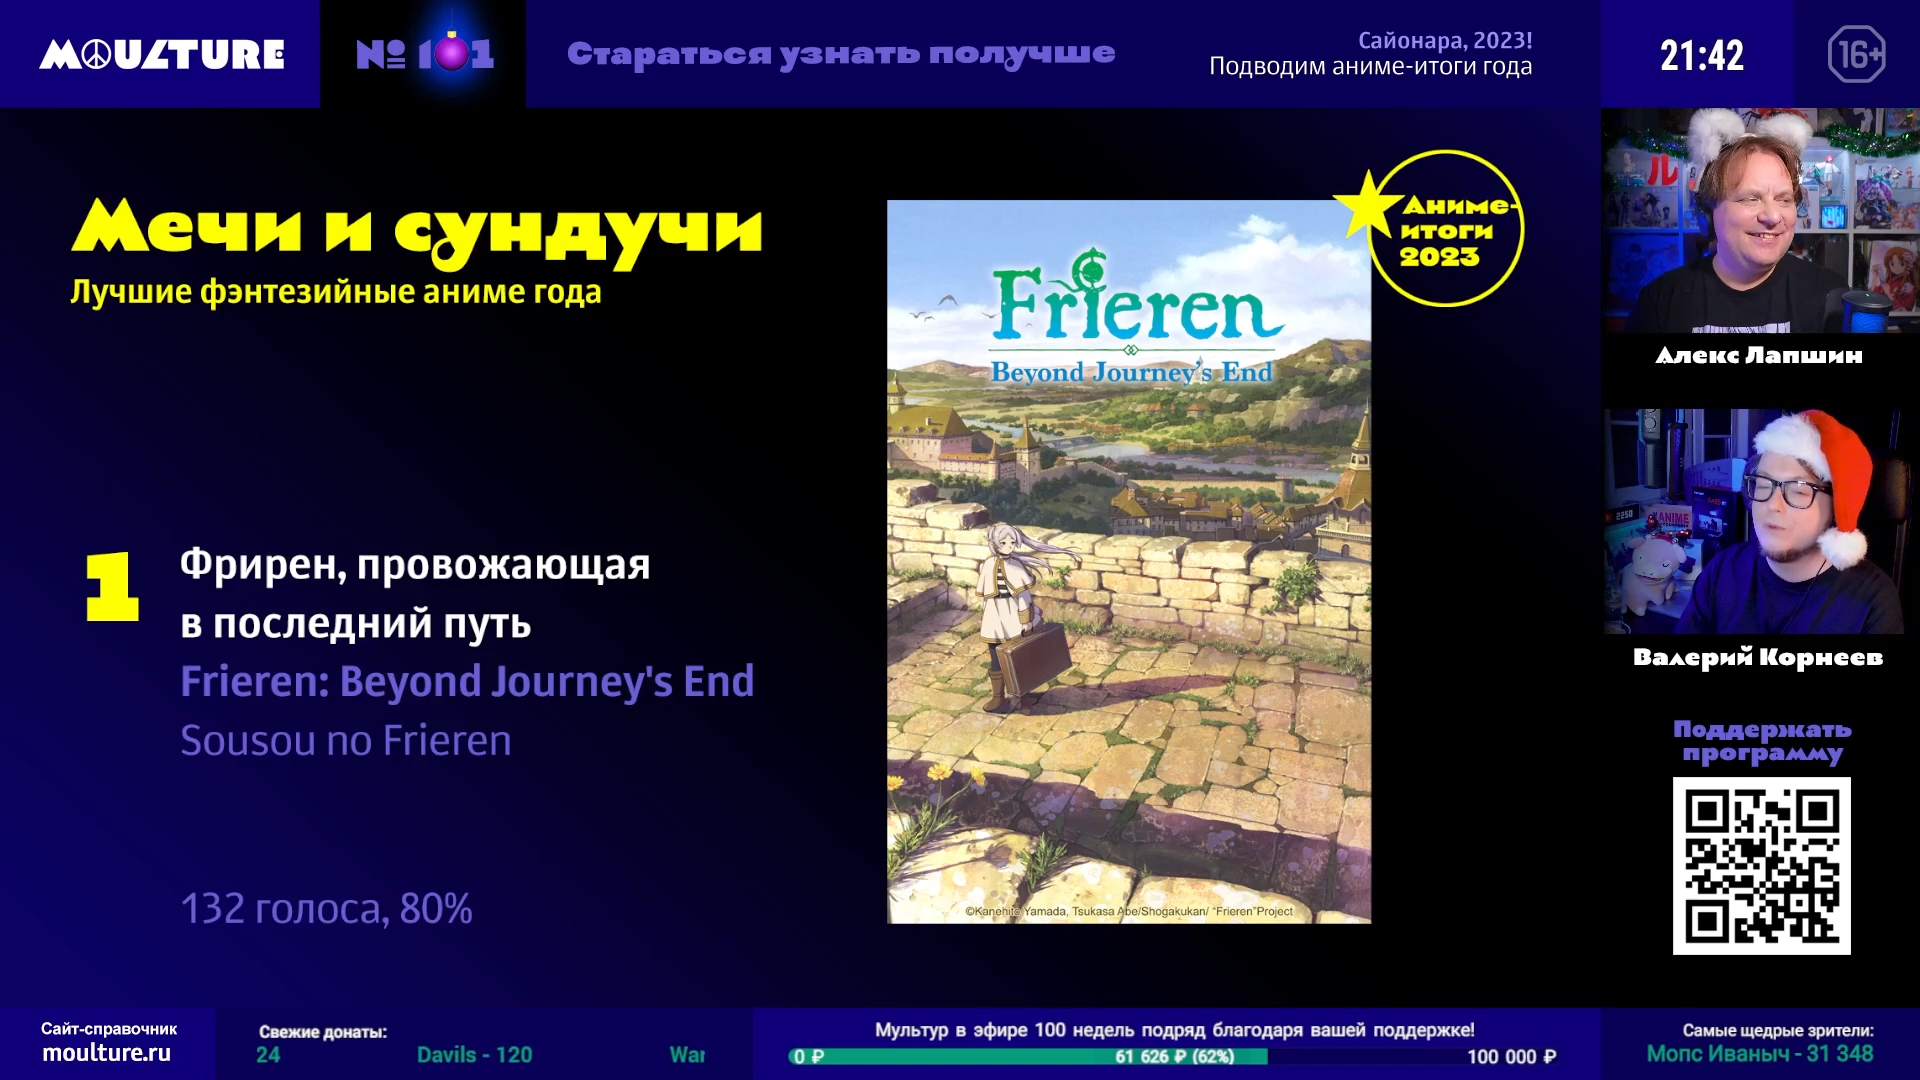 MOULTURE
№ 101
Стараться узнать получше
Сайонара, 2023!
Подводим аниме-итоги года
21:42
16+
Мечи и сундучи
Лучшие фэнтезийные аниме года
Аниме-
итоги
2023
Frieren
Beyond Journey's End
1
Фрирен, провожающая
в последний путь
Frieren: Beyond Journey's End
Sousou no Frieren
132 голоса, 80%
©Kanehito Yamada, Tsukasa Abe/Shogakukan/ "Frieren"Project
Алекс Лапшин
ANIME
Валерий Корнеев
Поддержать
программу
Сайт-справочник
moulture.ru
Свежие донаты:
24 Davils - 120 War
Мультур в эфире 100 недель подряд благодаря вашей поддержке!
0 ₽ 61 626 ₽ (62%) 100 000 ₽
Самые щедрые зрители:
Мопс Иваныч - 31 348